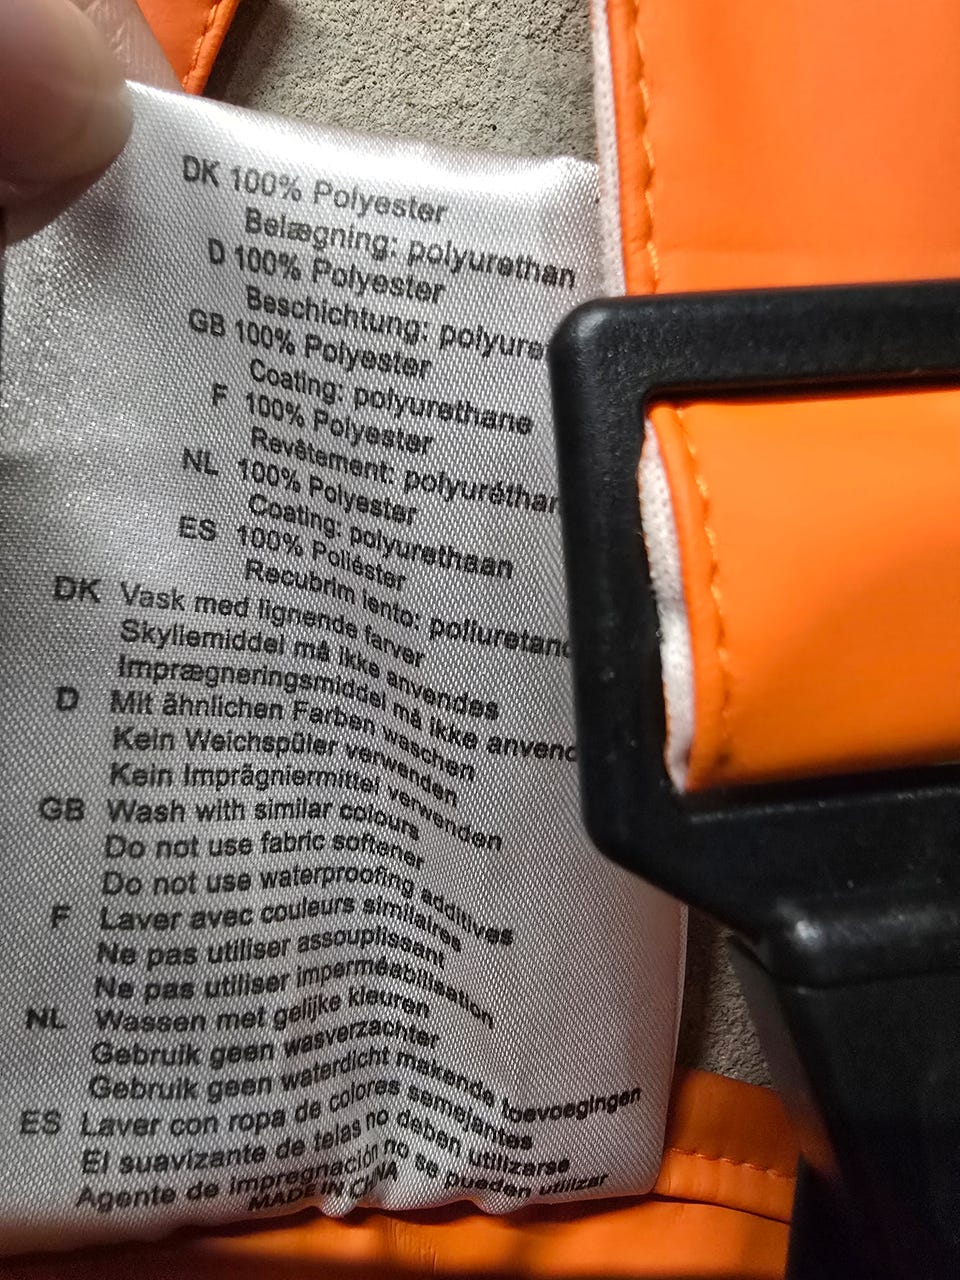 DK 100% Polyester
Belægning: polyurethan
D 100% Polyester
Beschichtung: polyure
GB 100% Polyester
Coating: polyurethane
F 100% Polyester
Revêtement: polyuréthan
NL 100% Polyester
Coating: polyurethaan
ES 100% Poliéster
Recubrim iento: poliuretano
DK Vask med lignende farver
Skyllemiddel må ikke anvendes
Imprægneringsmiddel må ikke anvend
D Mit ähnlichen Farben waschen
Kein Weichspüler verwenden
Kein Imprägniermittel verwenden
GB Wash with similar colours
Do not use fabric softener
Do not use waterproofing additives
F Laver avec couleurs similaires
Ne pas utiliser assouplissant
Ne pas utiliser imperméabilisation
NL Wassen met gelijke kleuren
Gebruik geen wasverzachter
Gebruik geen waterdicht makende toevoegingen
ES Laver con ropa de colores semejantes
El suavizante de telas no deben utilizarse
Agente de impregnación no se pueden utilizar
MADE IN CHINA